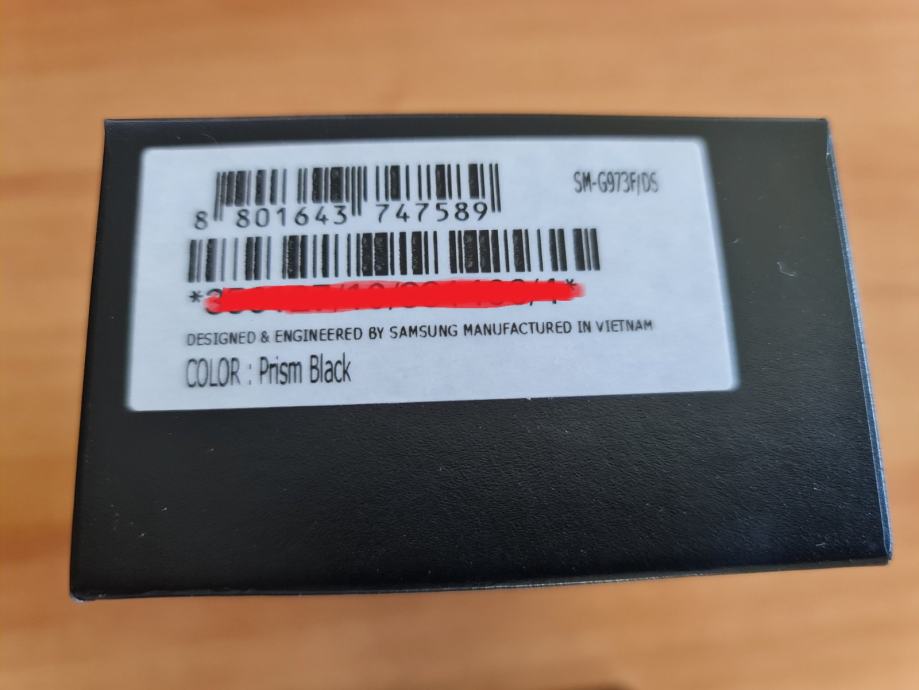 SM-G973F/DS
8 801643 747589
DESIGNED & ENGINEERED BY SAMSUNG MANUFACTURED IN VIETNAM
COLOR : Prism Black